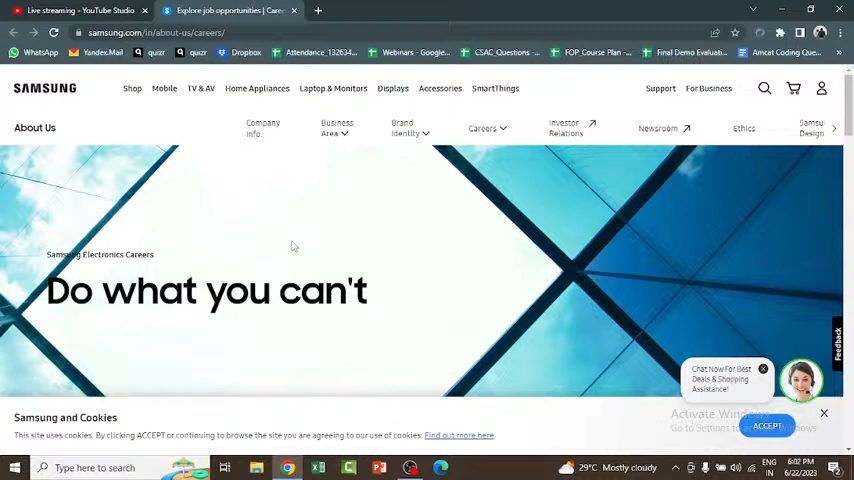 Live streaming - YouTube Studio
Explore job opportunities | Caree
samsung.com/in/about-us/careers/
WhatsApp
Yandex.Mail
quizr
quizr
Dropbox
Attendance_132634...
Webinars - Google...
CSAC_Questions -...
FOP_Course Plan -...
Final Demo Evaluati...
Amcat Coding Que...
SAMSUNG
Shop
Mobile
TV & AV
Home Appliances
Laptop & Monitors
Displays
Accessories
SmartThings
Support
For Business
About Us
Company
Info.
Business
Area
Brand
Identity
Careers
Investor
Relations
Newsroom
Ethics
Samsu
Design
Samsung Electronics Careers
Do what you can't
Feedback
Chat Now For Best
Deals & Shopping
Assistance!
Samsung and Cookies
This site uses cookies. By clicking ACCEPT or continuing to browse the site you are agreeing to our use of cookies. Find out more here
ACCEPT
Activate Windows
Go to Settings to activate Windows
Type here to search
29°C Mostly cloudy
ENG
IN
6:02 PM
6/22/2023
2